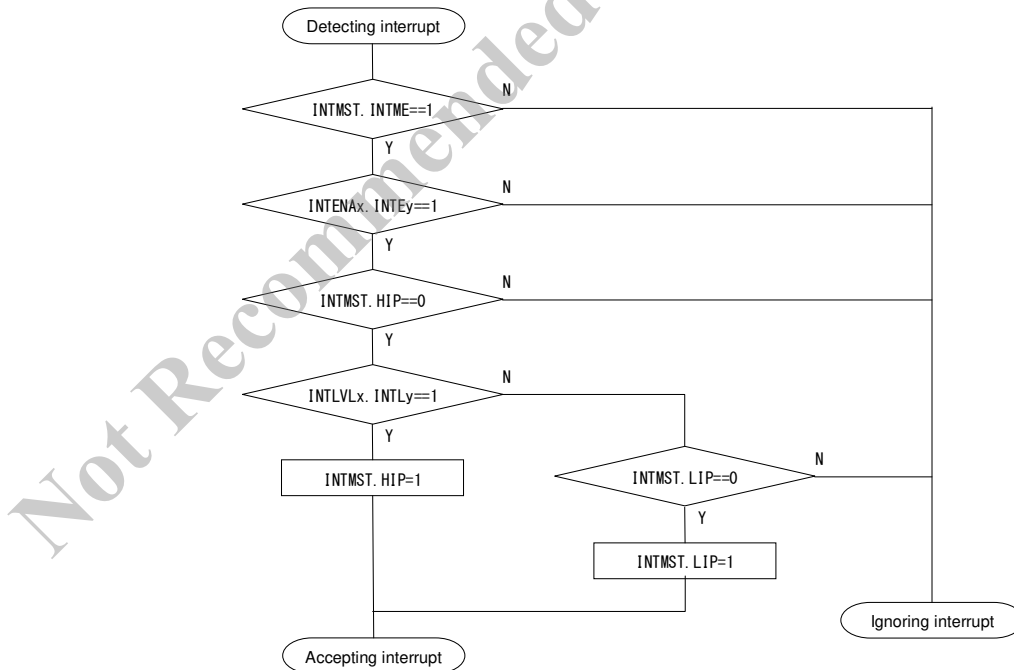 Detecting interrupt
INTMST. INTME==1
N
Y
INTENAx. INTEy==1
N
Y
INTMST. HIP==0
N
Y
INTLVLx. INTLy==1
N
Y
INTMST. HIP=1
INTMST. LIP==0
N
Y
INTMST. LIP=1
Ignoring interrupt
Accepting interrupt
Not Recommended